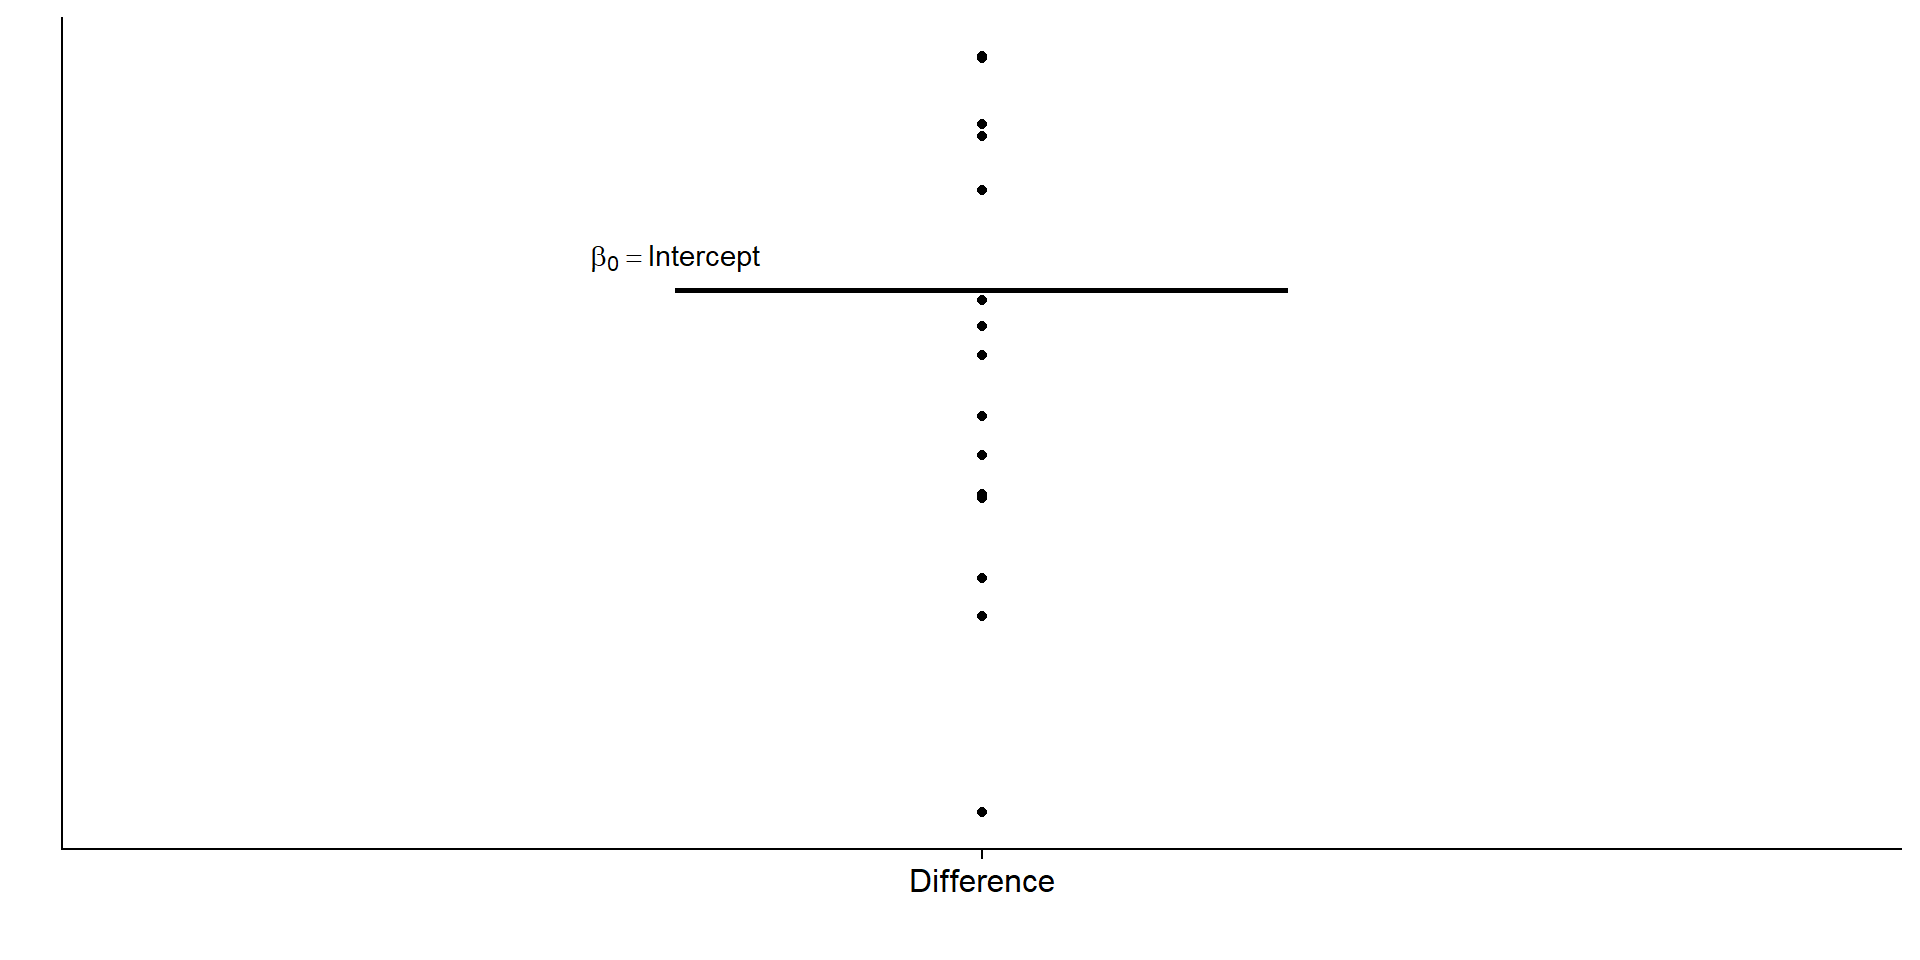 β₀ = Intercept
Difference